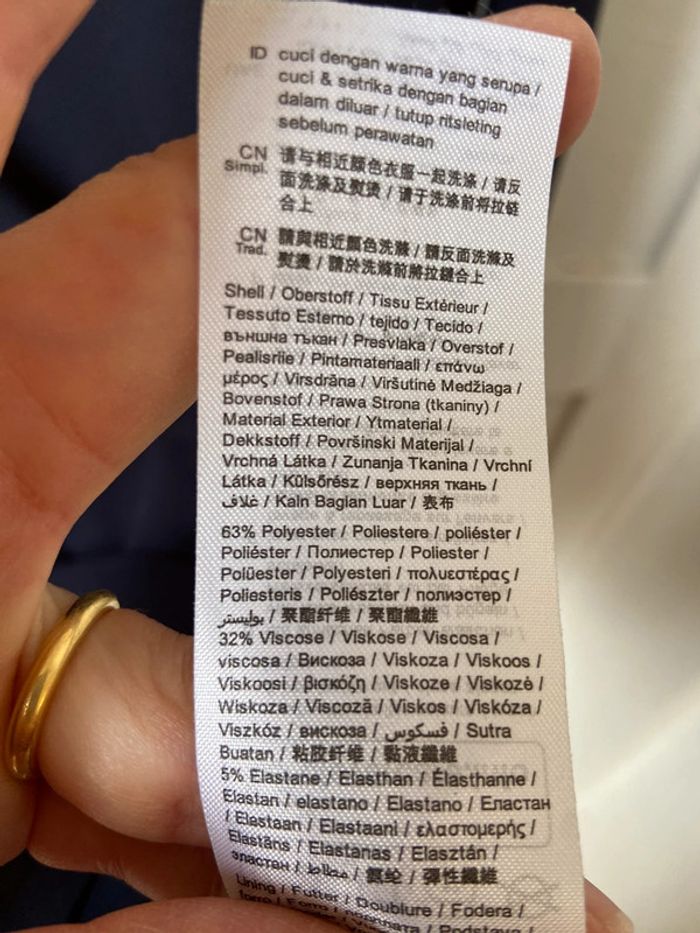 ID cuci dengan warna yang serupa /
cuci & setrika dengan bagian
dalam diluar / tutup ritsleting
sebelum perawatan
CN Simpl. 请与相近颜色衣服一起洗涤 / 请反
面洗涤及熨烫 / 请于洗涤前将拉链
合上
CN Trad. 請與相近顏色洗滌 / 請反面洗滌及
熨燙 / 請於洗滌前將拉鏈合上
Shell / Oberstoff / Tissu Extérieur /
Tessuto Esterno / tejido / Tecido /
външна тъкан / Presvlaka / Overstof /
Pealisriie / Pintamateriaali / επάνω
μέρος / Virsdrāna / Viršutinė Medžiaga /
Bovenstof / Prawa Strona (tkaniny) /
Material Exterior / Ytmaterial /
Dekkstoff / Površinski Materijal /
Vrchná Látka / Zunanja Tkanina / Vrchní
Látka / Külsőrész / верхняя ткань /
غلاف / Kain Bagian Luar / 表布
63% Polyester / Poliestere / poliéster /
Poliéster / Полиестер / Poliester /
Polüester / Polyesteri / πολυεστέρας /
Poliesteris / Poliészter / полиэстер /
بوليستر / 聚酯纤维 / 聚酯纖維
32% Viscose / Viskose / Viscosa /
viscosa / Вискоза / Viskoza / Viskoos /
Viskoosi / βισκόζη / Viskoze / Viskozė /
Wiskoza / Viscoză / Viskos / Viskóza /
Viszkóz / вискоза / فسكوس / Sutra
Buatan / 粘胶纤维 / 黏液纖維
5% Elastane / Elasthan / Élasthanne /
Elastan / elastano / Elastano / Еластан
/ Elastaan / Elastaani / ελαστομερής /
Elastāns / Elastanas / Elasztán /
эластан / مطاط / 氨纶 / 彈性纖維
Lining / Futter / Doublure / Fodera /
forro / Forro / подплата / Podstava /